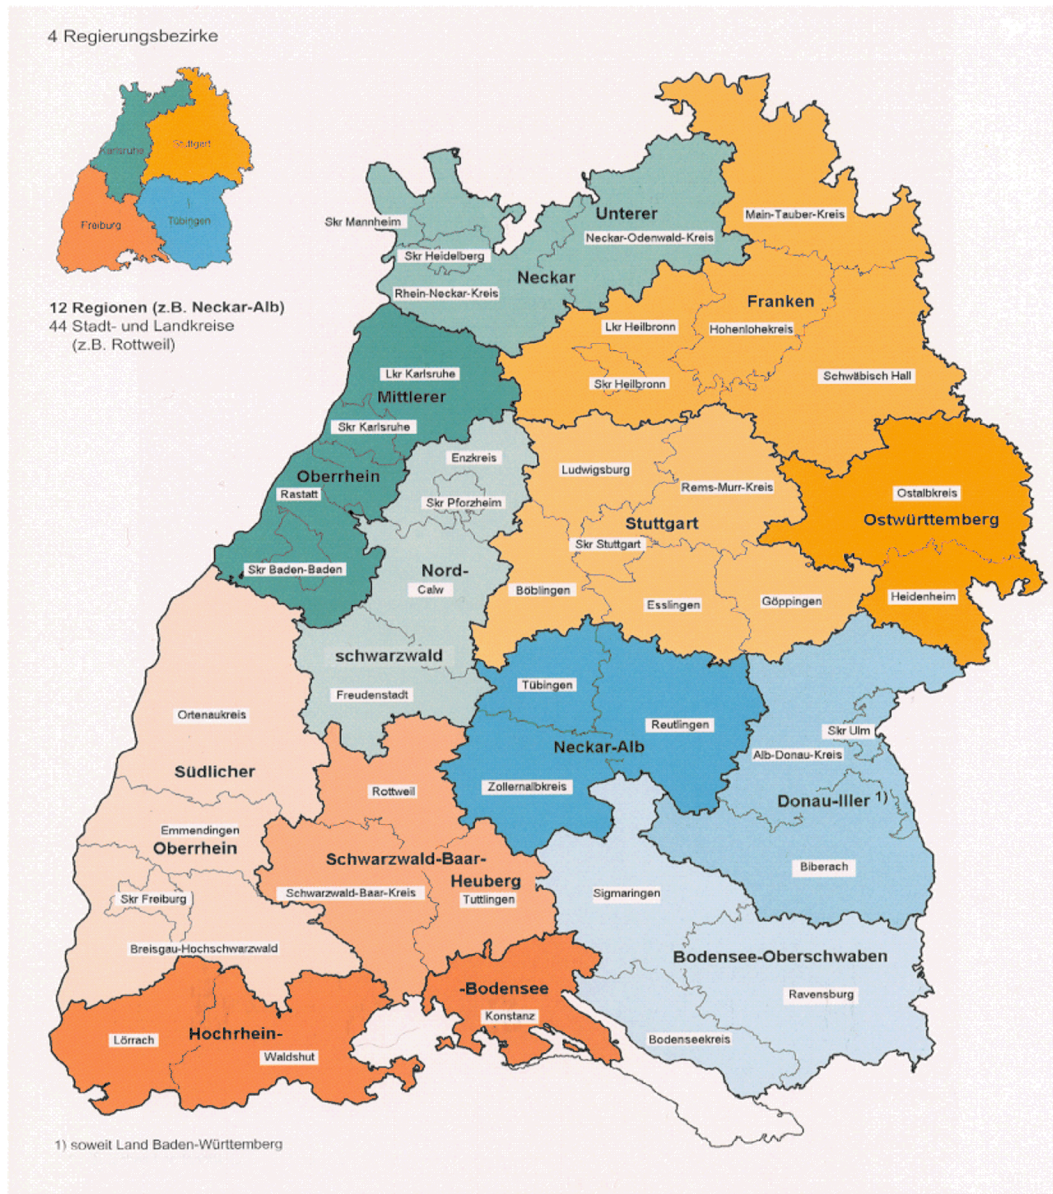 4 Regierungsbezirke
Karlsruhe
Stuttgart
Freiburg
Tübingen
12 Regionen (z.B. Neckar-Alb)
44 Stadt- und Landkreise
(z.B. Rottweil)
Main-Tauber-Kreis
Unterer
Skr Mannheim
Neckar-Odenwald-Kreis
Skr Heidelberg
Neckar
Rhein-Neckar-Kreis
Franken
Lkr Heilbronn
Hohenlohekreis
Lkr Karlsruhe
Schwäbisch Hall
Skr Heilbronn
Mittlerer
Skr Karlsruhe
Enzkreis
Ludwigsburg
Oberrhein
Rems-Murr-Kreis
Rastatt
Ostalbkreis
Skr Pforzheim
Ostwürttemberg
Stuttgart
Skr Stuttgart
Skr Baden-Baden
Nord-
Calw
Böblingen
Heidenheim
Göppingen
Esslingen
schwarzwald
Tübingen
Freudenstadt
Ortenaukreis
Reutlingen
Skr Ulm
Neckar-Alb
Alb-Donau-Kreis
Südlicher
Zollernalbkreis
Rottweil
Donau-Iller 1)
Emmendingen
Oberrhein
Schwarzwald-Baar-
Biberach
Heuberg
Schwarzwald-Baar-Kreis
Sigmaringen
Skr Freiburg
Tuttlingen
Breisgau-Hochschwarzwald
Bodensee-Oberschwaben
-Bodensee
Ravensburg
Konstanz
Hochrhein-
Lörrach
Bodenseekreis
Waldshut
1) soweit Land Baden-Württemberg